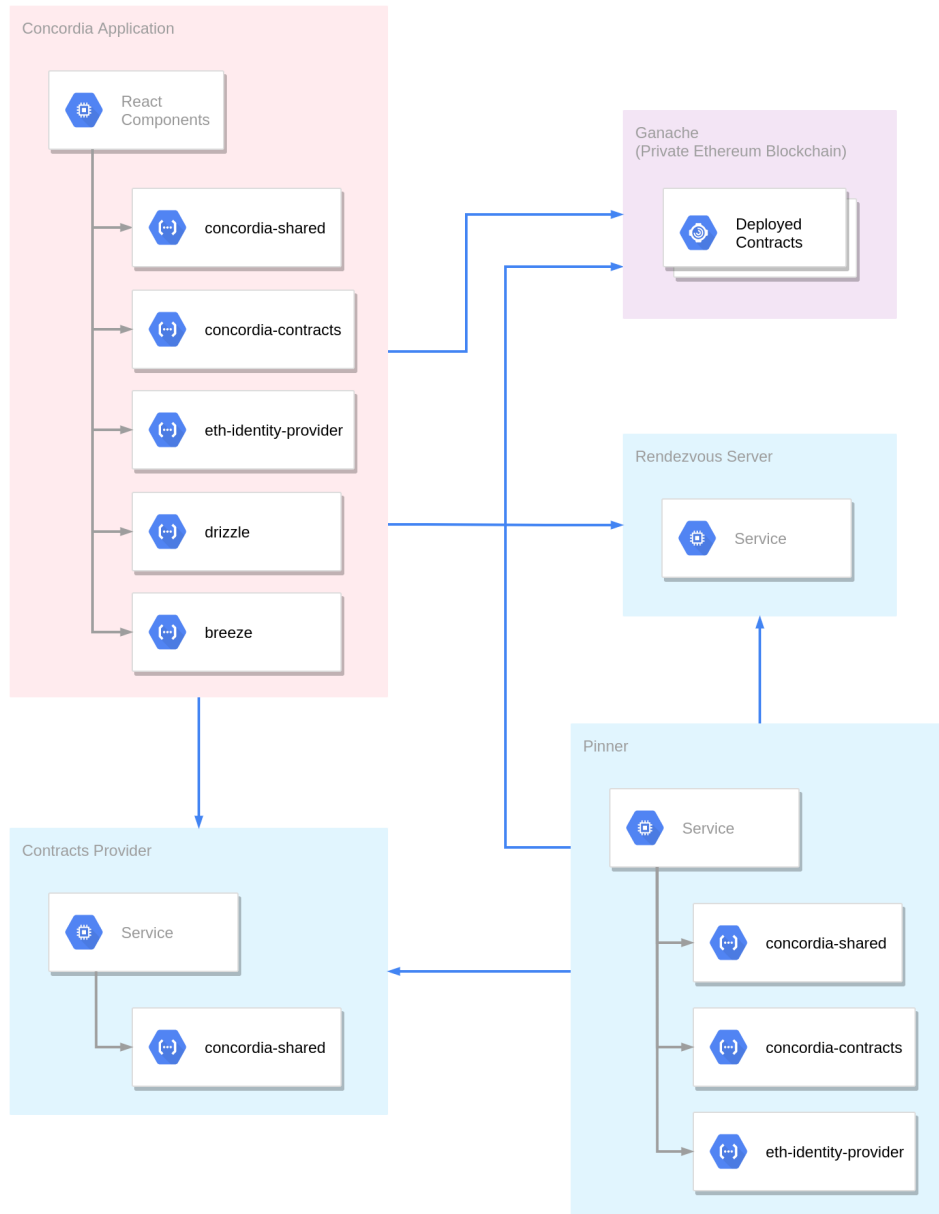 Concordia Application
React
Components
concordia-shared
concordia-contracts
eth-identity-provider
drizzle
breeze
Ganache
(Private Ethereum Blockchain)
Deployed
Contracts
Rendezvous Server
Service
Contracts Provider
Service
concordia-shared
Pinner
Service
concordia-shared
concordia-contracts
eth-identity-provider